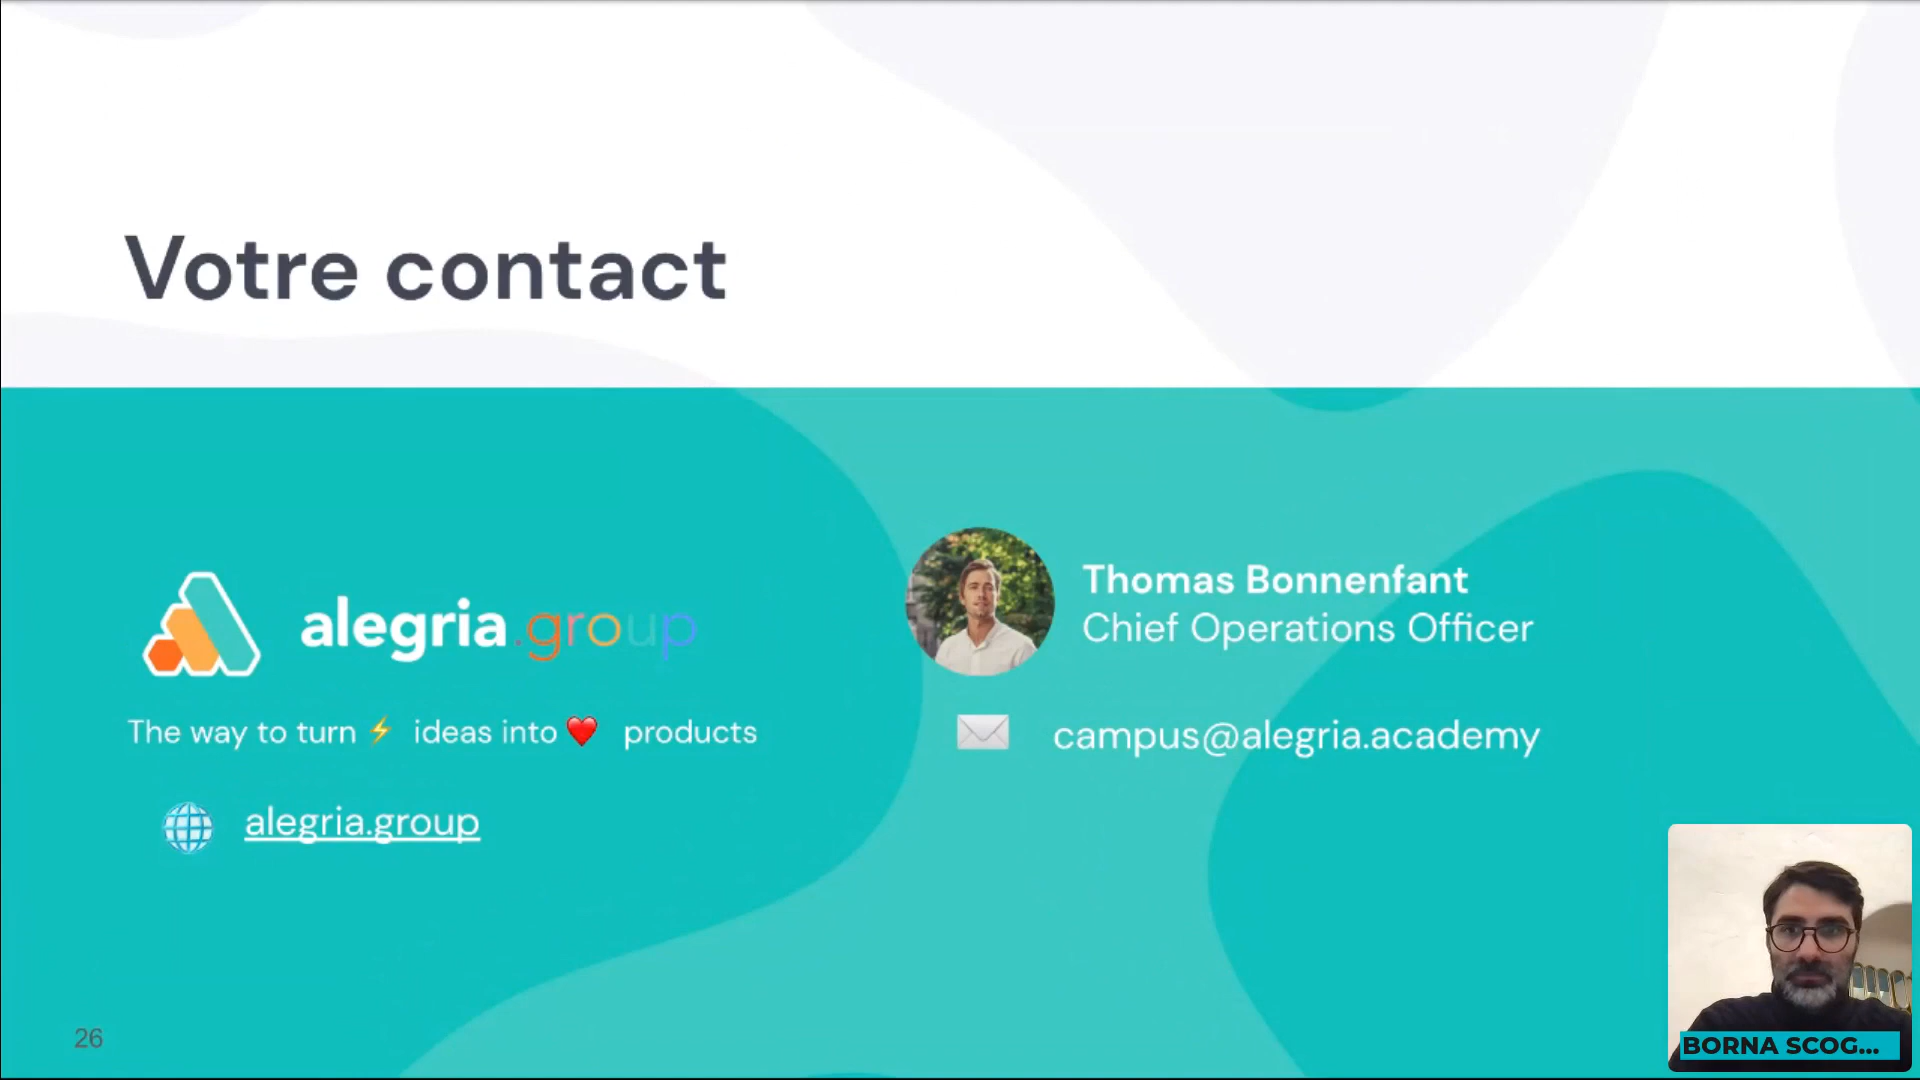 Votre contact
alegria.group
The way to turn ⚡ ideas into ❤️ products
alegria.group
Thomas Bonnenfant
Chief Operations Officer
campus@alegria.academy
26
BORNA SCOG...